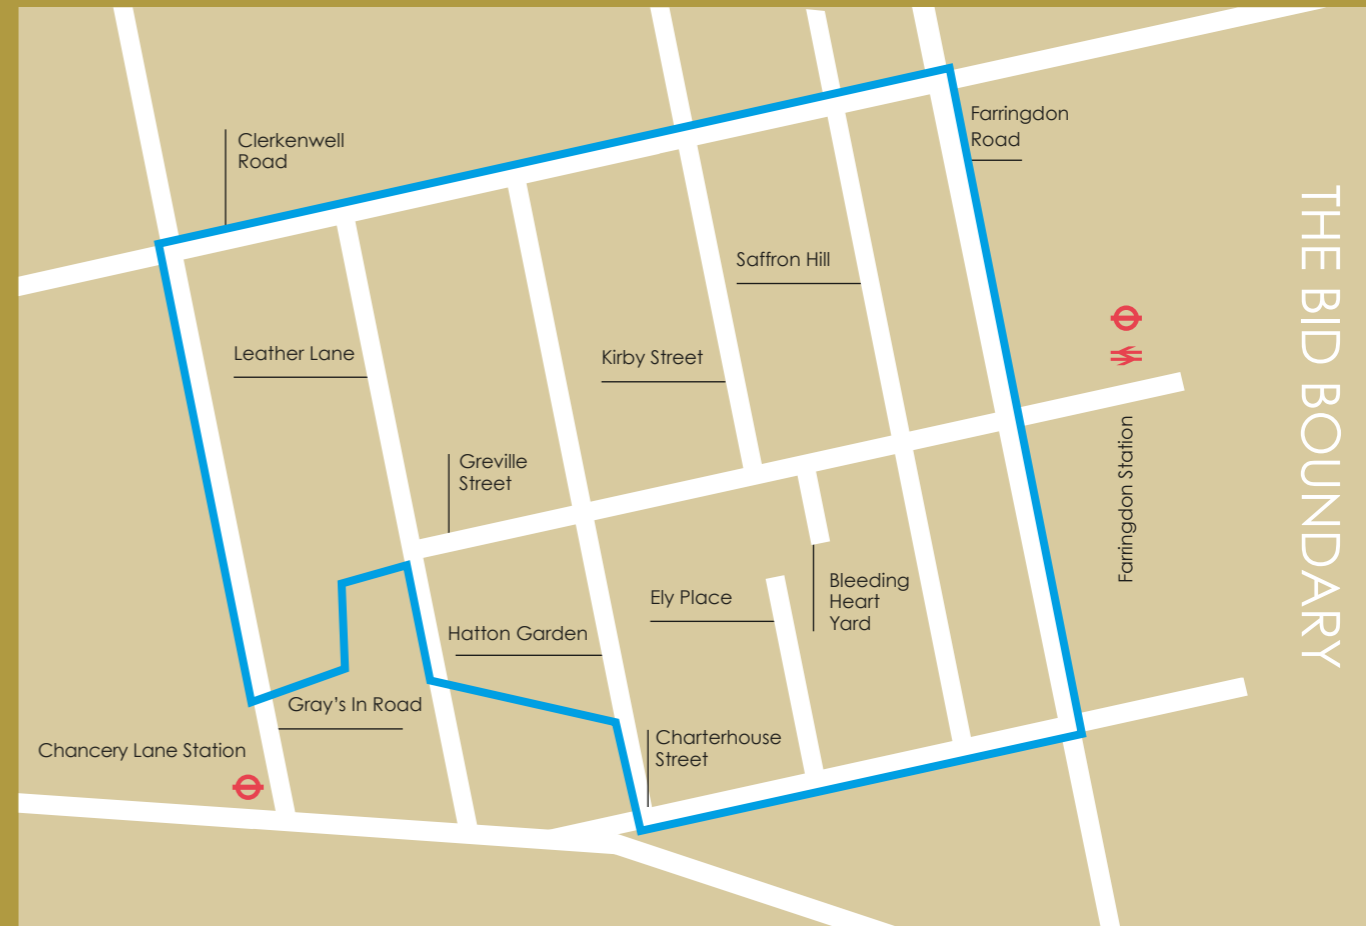 Clerkenwell
Road
Farringdon
Road
Saffron Hill
Leather Lane
Kirby Street
Greville
Street
Bleeding
Heart
Yard
Ely Place
Hatton Garden
Gray's In Road
Charterhouse
Street
Chancery Lane Station
Farringdon Station
THE BID BOUNDARY